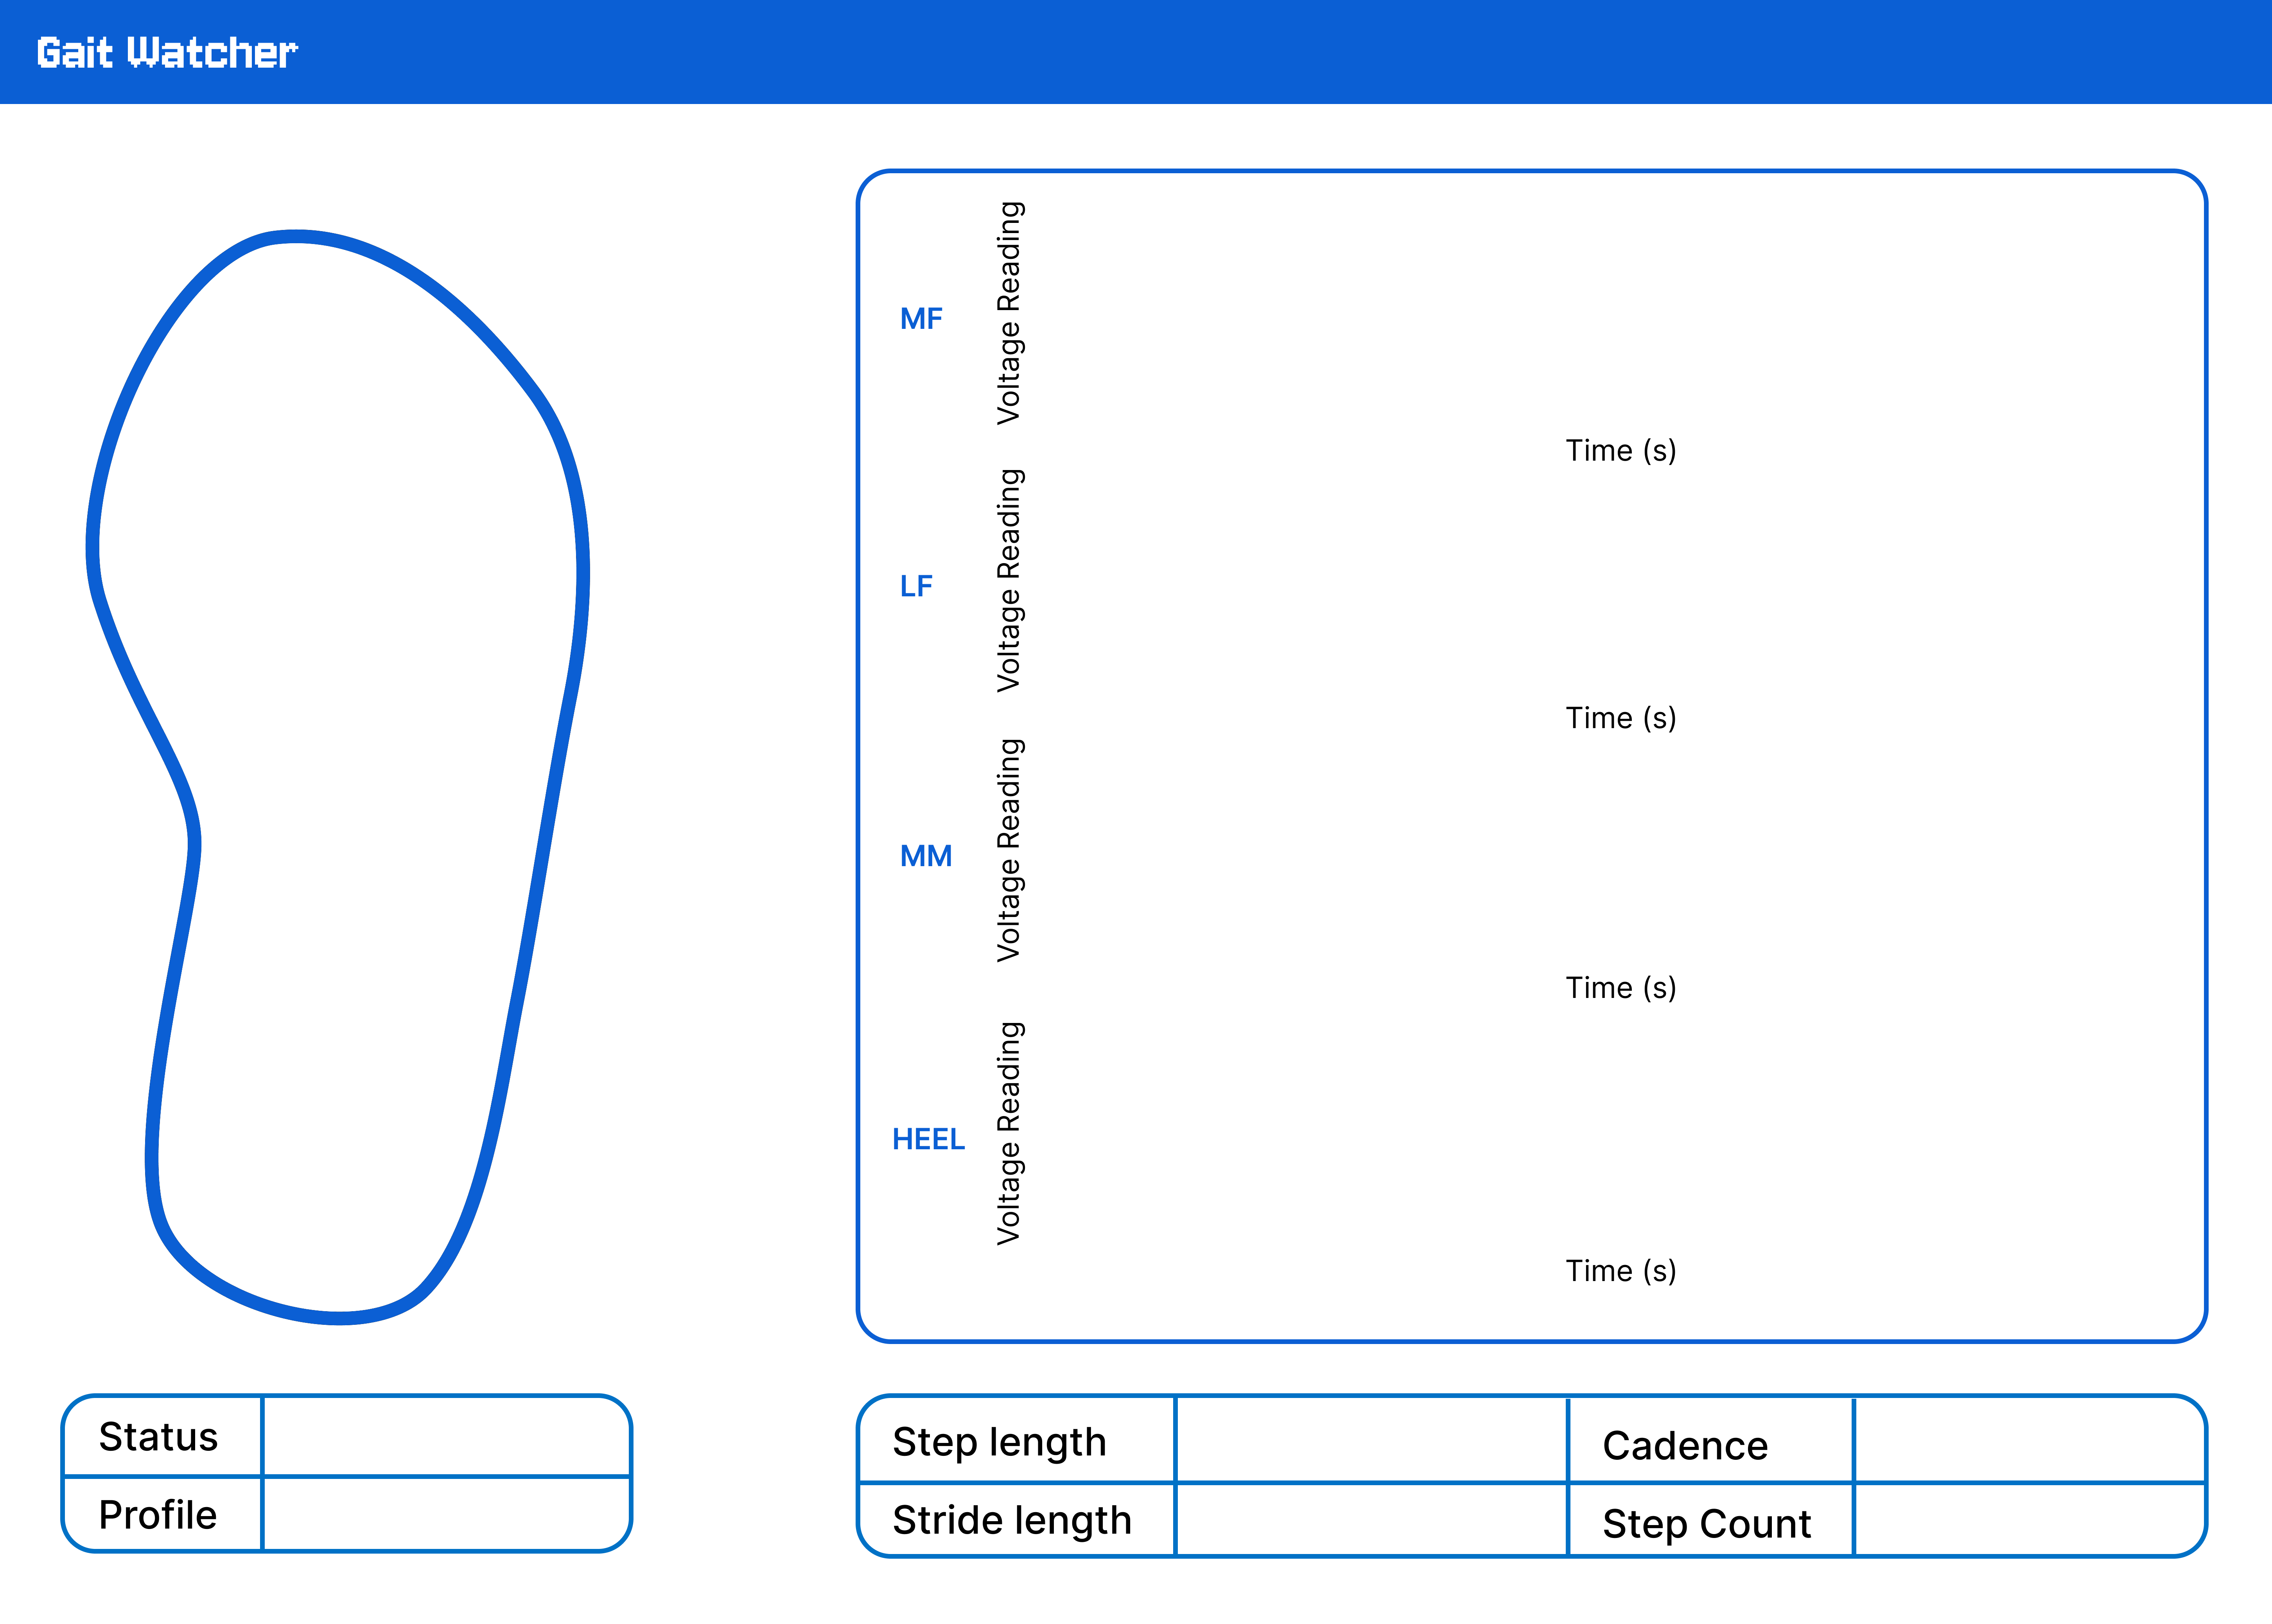 Gait Watcher
MF
Voltage Reading
Time (s)
LF
Voltage Reading
Time (s)
MM
Voltage Reading
Time (s)
HEEL
Voltage Reading
Time (s)
Status
Profile
Step length
Cadence
Stride length
Step Count